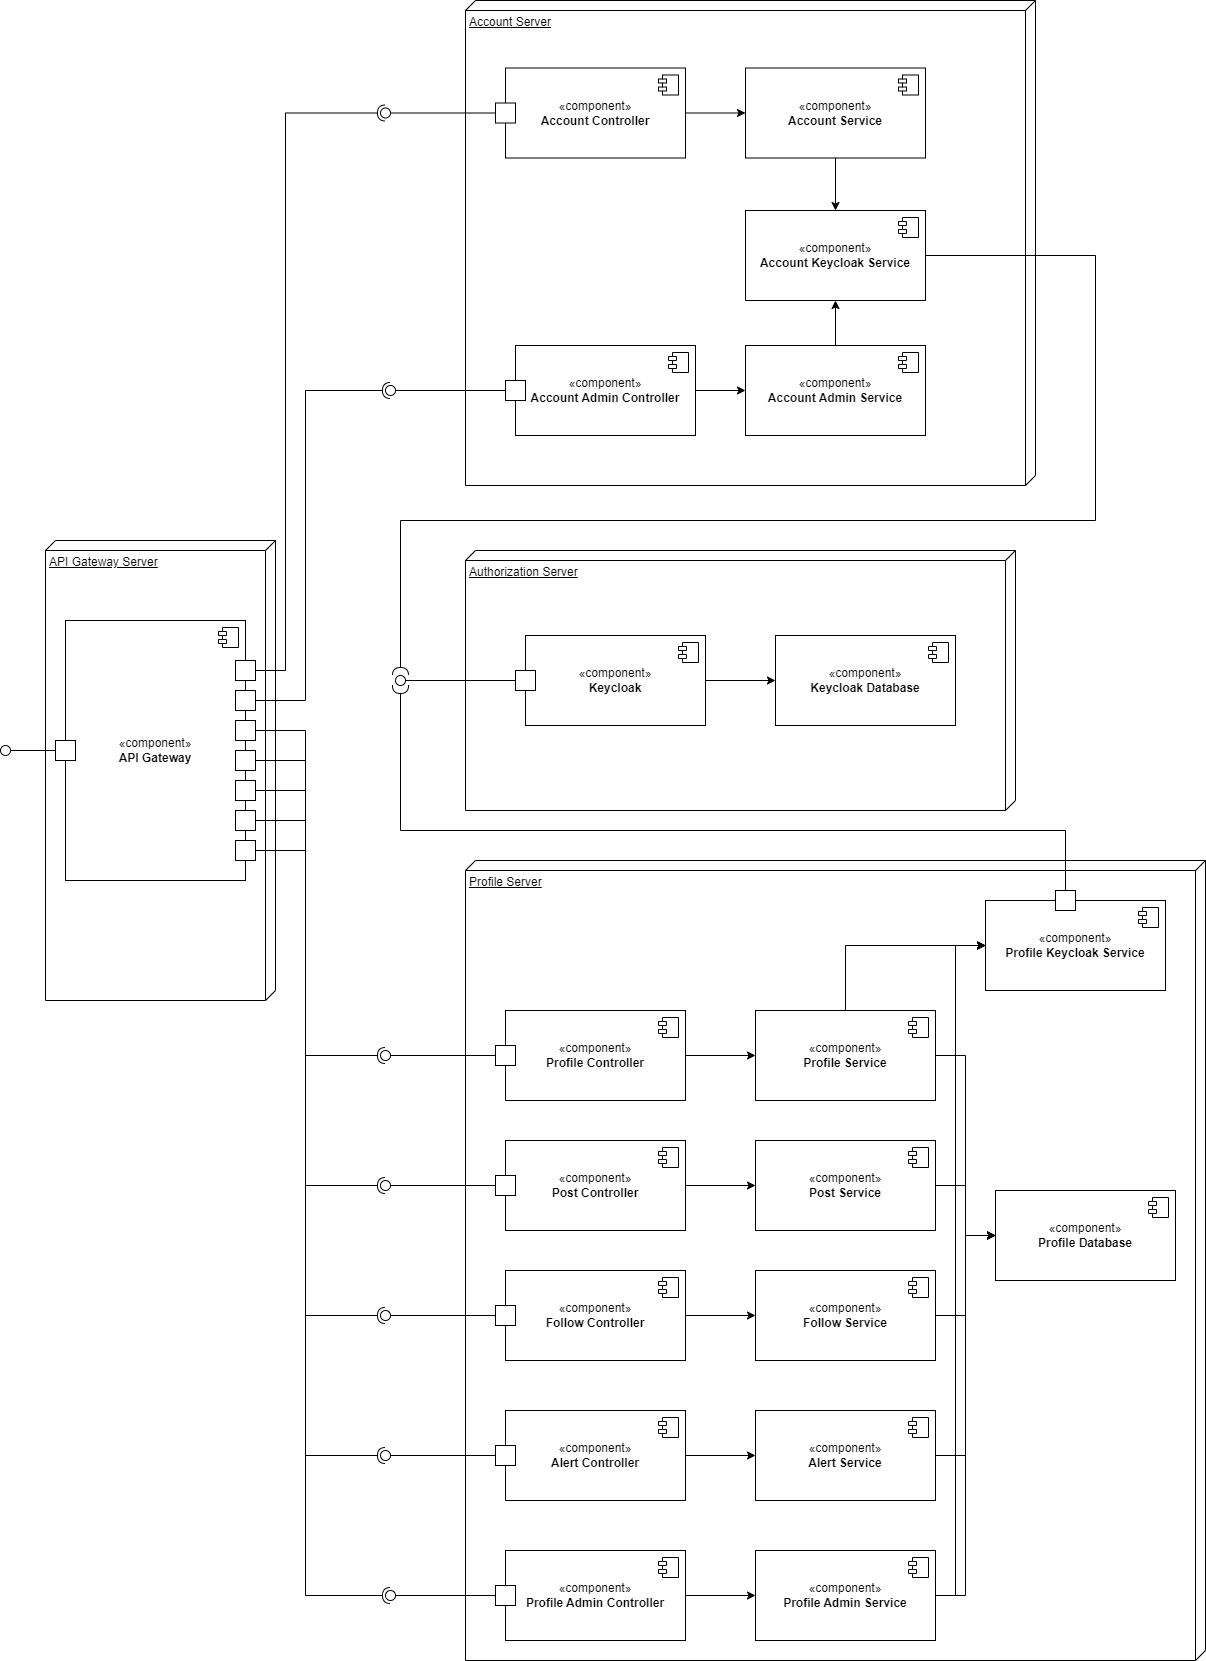 Account Server
«component»
Account Controller
«component»
Account Service
«component»
Account Keycloak Service
«component»
Account Admin Controller
«component»
Account Admin Service
API Gateway Server
«component»
API Gateway
Authorization Server
«component»
Keycloak
«component»
Keycloak Database
Profile Server
«component»
Profile Keycloak Service
«component»
Profile Controller
«component»
Profile Service
«component»
Post Controller
«component»
Post Service
«component»
Profile Database
«component»
Follow Controller
«component»
Follow Service
«component»
Alert Controller
«component»
Alert Service
«component»
Profile Admin Controller
«component»
Profile Admin Service